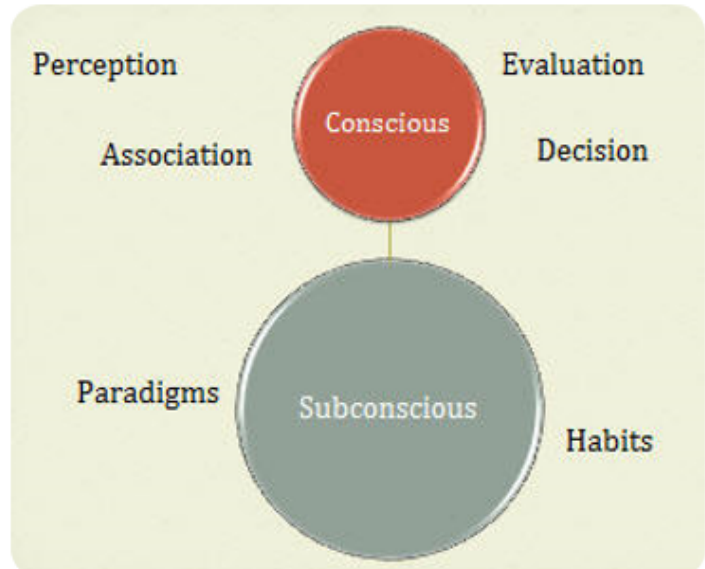 Perception
Evaluation
Conscious
Association
Decision
Paradigms
Subconscious
Habits